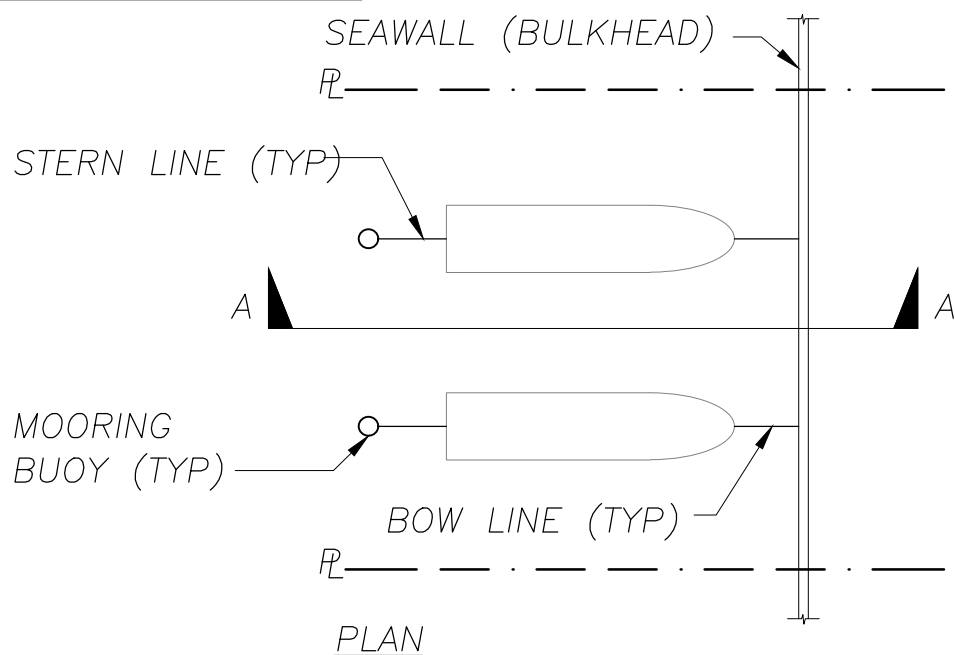 SEAWALL (BULKHEAD)
PL
STERN LINE (TYP)
A
A
MOORING
BUOY (TYP)
BOW LINE (TYP)
PL
PLAN